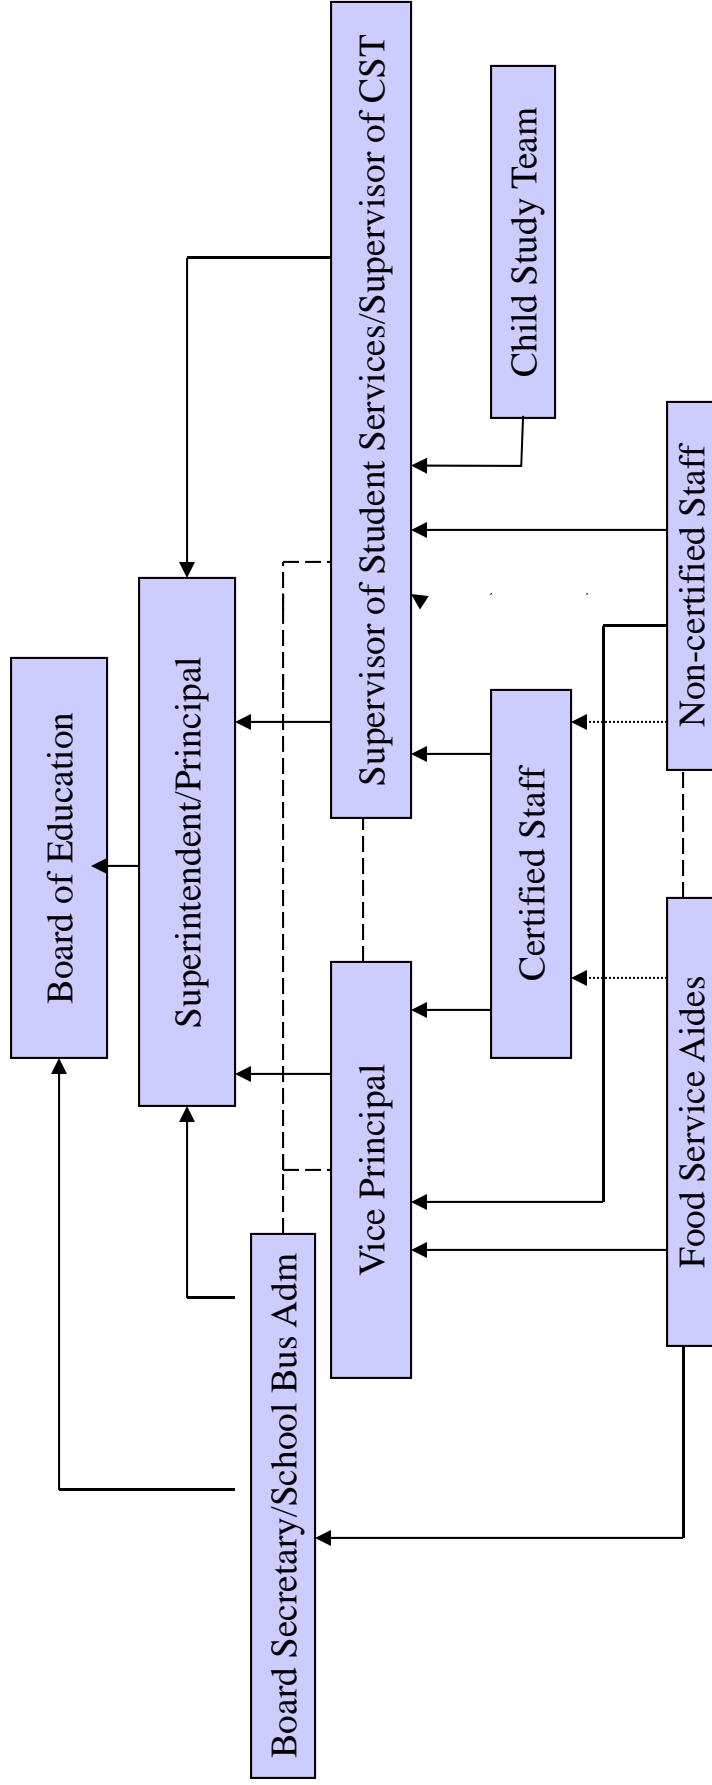 Board of Education
Superintendent/Principal
Board Secretary/School Bus Adm
Vice Principal
Supervisor of Student Services/Supervisor of CST
Certified Staff
Child Study Team
Food Service Aides
Non-certified Staff